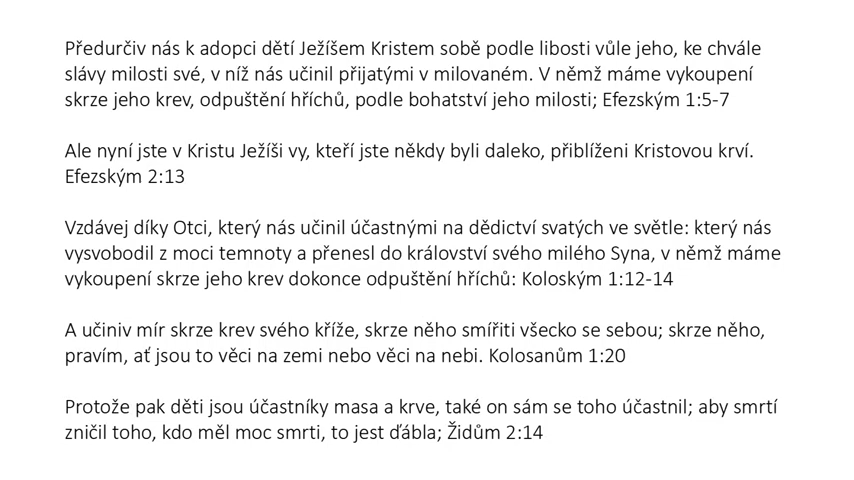 Předurčiv nás k adopci dětí Ježíšem Kristem sobě podle libosti vůle jeho, ke chvále
slávy milosti své, v níž nás učinil přijatými v milovaném. V němž máme vykoupení
skrze jeho krev, odpuštění hříchů, podle bohatství jeho milosti; Efezským 1:5-7
Ale nyní jste v Kristu Ježíši vy, kteří jste někdy byli daleko, přiblíženi Kristovou krví.
Efezským 2:13
Vzdávej díky Otci, který nás učinil účastnými na dědictví svatých ve světle: který nás
vysvobodil z moci temnoty a přenesl do království svého milého Syna, v němž máme
vykoupení skrze jeho krev dokonce odpuštění hříchů: Koloským 1:12-14
A učiniv mír skrze krev svého kříže, skrze něho smířiti všecko se sebou; skrze něho,
pravím, ať jsou to věci na zemi nebo věci na nebi. Kolosanům 1:20
Protože pak děti jsou účastníky masa a krve, také on sám se toho účastnil; aby smrtí
zničil toho, kdo měl moc smrti, to jest ďábla; Židům 2:14